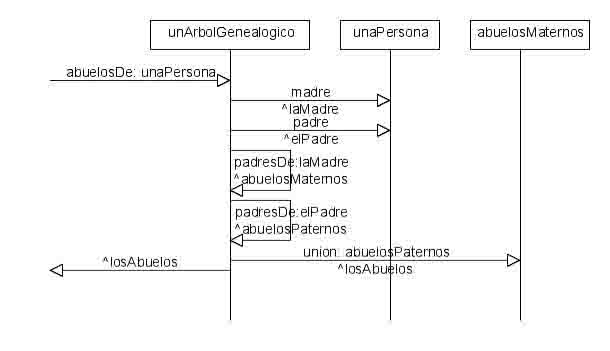 unArbolGenealogico
unaPersona
abuelosMaternos
abuelosDe: unaPersona
madre
^laMadre
padre
^elPadre
padresDe:laMadre
^abuelosMaternos
padresDe:elPadre
^abuelosPaternos
union: abuelosPaternos
^losAbuelos
^losAbuelos